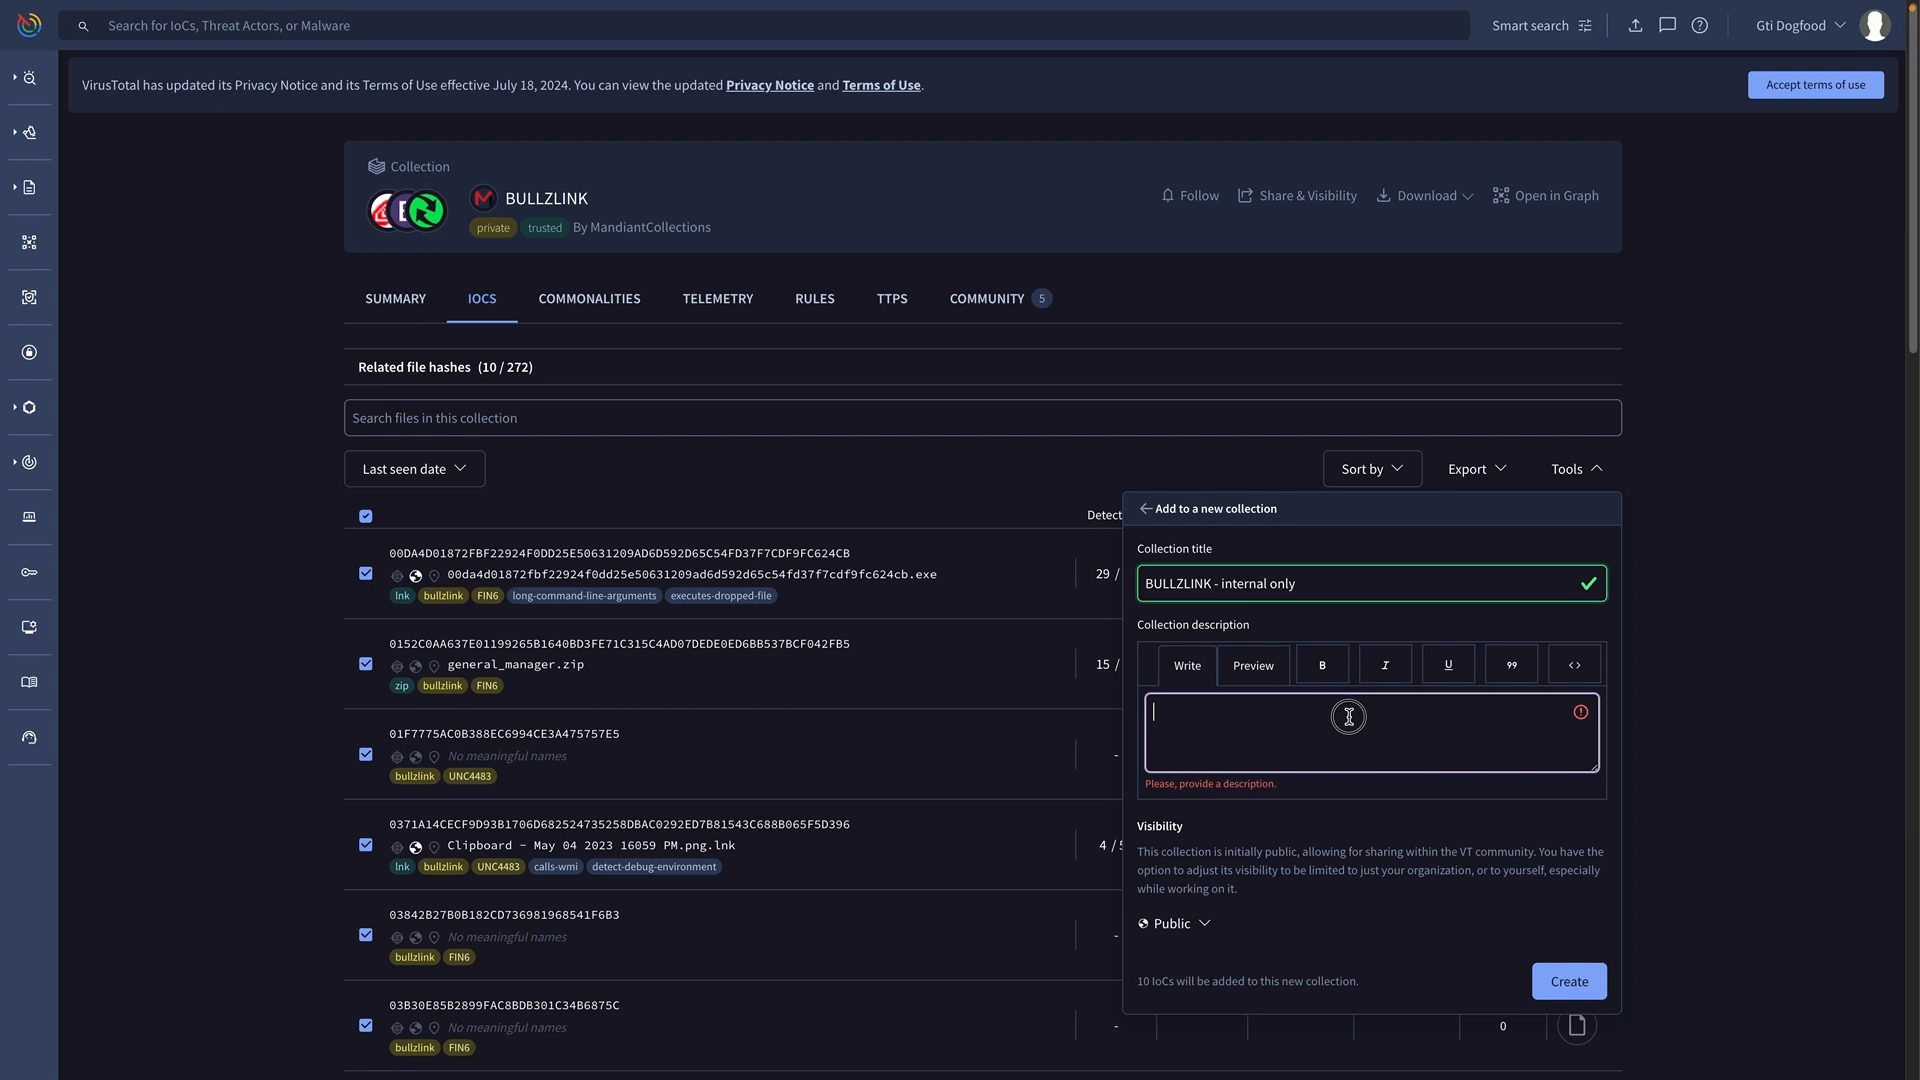 Search for IoCs, Threat Actors, or Malware
Smart search
Gti Dogfood
VirusTotal has updated its Privacy Notice and its Terms of Use effective July 18, 2024. You can view the updated Privacy Notice and Terms of Use.
Accept terms of use
Collection
BULLZLINK
private trusted By MandiantCollections
Follow
Share & Visibility
Download
Open in Graph
SUMMARY
IOCS
COMMONALITIES
TELEMETRY
RULES
TTPS
COMMUNITY 5
Related file hashes (10 / 272)
Search files in this collection
Last seen date
Sort by
Export
Tools
Detect
00DA4D01872FBF22924F0DD25E50631209AD6D592D65C54FD37F7CDF9FC624CB
00da4d01872fbf22924f0dd25e50631209ad6d592d65c54fd37f7cdf9fc624cb.exe
29 /
lnk bullzlink FIN6 long-command-line-arguments executes-dropped-file
0152C0AA637E01199265B1640BD3FE71C315C4AD07DEDE0ED6BB537BCF042FB5
general_manager.zip
15 /
zip bullzlink FIN6
01F7775AC0B388EC6994CE3A475757E5
No meaningful names
-
bullzlink UNC4483
0371A14CECF9D93B1706D682524735258DBAC0292ED7B81543C688B065F5D396
Clipboard - May 04 2023 16059 PM.png.lnk
4 / 5
lnk bullzlink UNC4483 calls-wmi detect-debug-environment
03842B27B0B182CD736981968541F6B3
No meaningful names
-
bullzlink FIN6
03B30E85B2899FAC8BDB301C34B6875C
No meaningful names
-
0
bullzlink FIN6
Add to a new collection
Collection title
BULLZLINK - internal only
Collection description
Write
Preview
B
I
U
99
<>
Please, provide a description.
Visibility
This collection is initially public, allowing for sharing within the VT community. You have the
option to adjust its visibility to be limited to just your organization, or to yourself, especially
while working on it.
Public
10 IoCs will be added to this new collection.
Create